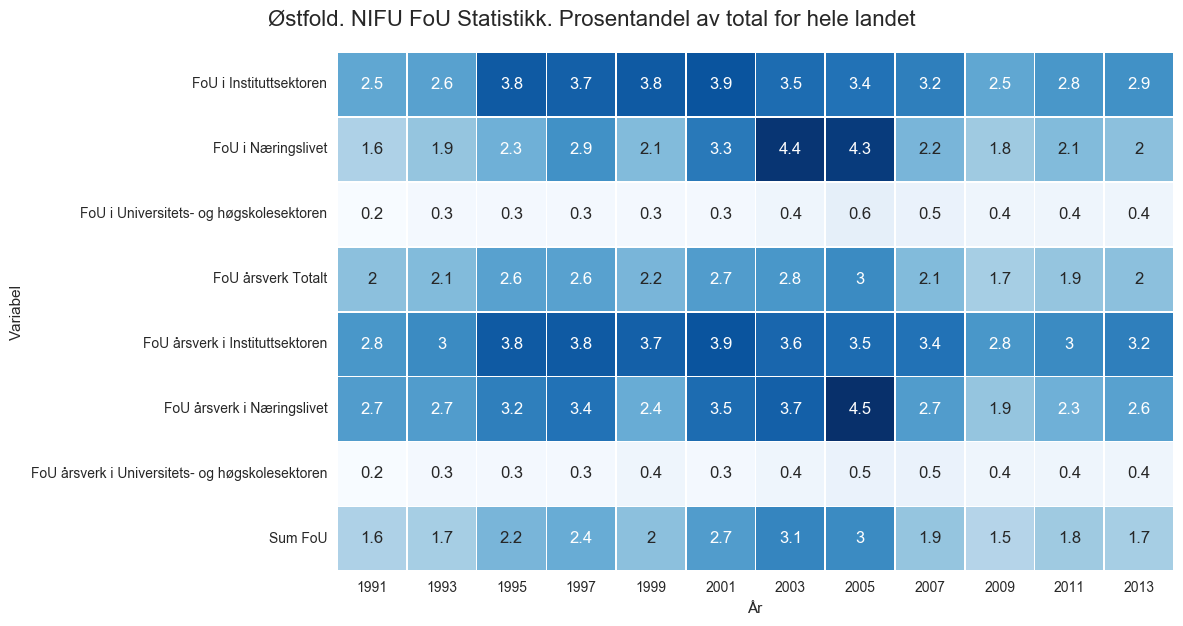 Østfold. NIFU FoU Statistikk. Prosentandel av total for hele landet
FoU i Instituttsektoren 2.5 2.6 3.8 3.7 3.8 3.9 3.5 3.4 3.2 2.5 2.8 2.9
FoU i Næringslivet 1.6 1.9 2.3 2.9 2.1 3.3 4.4 4.3 2.2 1.8 2.1 2
FoU i Universitets- og høgskolesektoren 0.2 0.3 0.3 0.3 0.3 0.3 0.4 0.6 0.5 0.4 0.4 0.4
FoU årsverk Totalt 2 2.1 2.6 2.6 2.2 2.7 2.8 3 2.1 1.7 1.9 2
Variabel
FoU årsverk i Instituttsektoren 2.8 3 3.8 3.8 3.7 3.9 3.6 3.5 3.4 2.8 3 3.2
FoU årsverk i Næringslivet 2.7 2.7 3.2 3.4 2.4 3.5 3.7 4.5 2.7 1.9 2.3 2.6
FoU årsverk i Universitets- og høgskolesektoren 0.2 0.3 0.3 0.3 0.4 0.3 0.4 0.5 0.5 0.4 0.4 0.4
Sum FoU 1.6 1.7 2.2 2.4 2 2.7 3.1 3 1.9 1.5 1.8 1.7
1991 1993 1995 1997 1999 2001 2003 2005 2007 2009 2011 2013
År